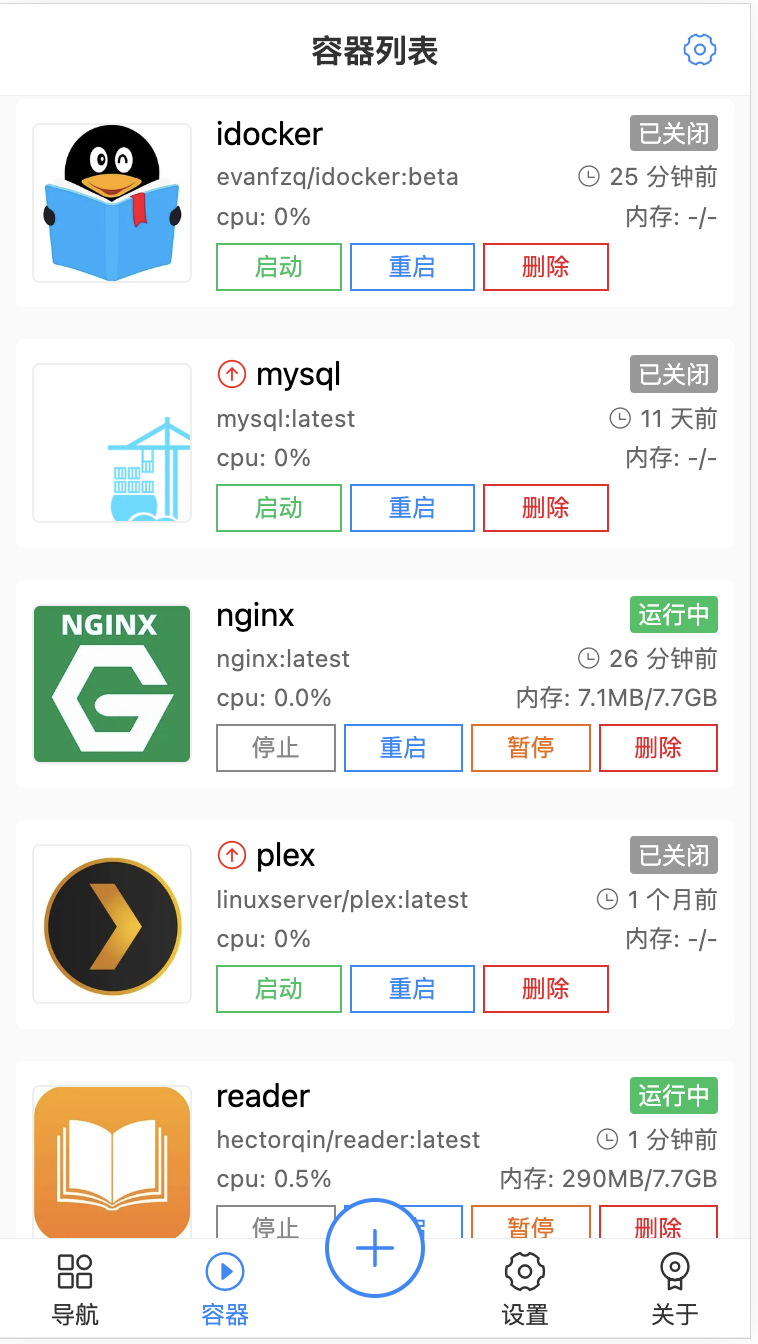 容器列表
idocker 已关闭
evanfzq/idocker:beta 25 分钟前
cpu: 0% 内存: -/-
启动 重启 删除
mysql 已关闭
mysql:latest 11 天前
cpu: 0% 内存: -/-
启动 重启 删除
NGINX
nginx 运行中
nginx:latest 26 分钟前
cpu: 0.0% 内存: 7.1MB/7.7GB
停止 重启 暂停 删除
plex 已关闭
linuxserver/plex:latest 1 个月前
cpu: 0% 内存: -/-
启动 重启 删除
reader 运行中
hectorqin/reader:latest 1 分钟前
cpu: 0.5% 内存: 290MB/7.7GB
停止 暂停 删除
导航 容器 设置 关于